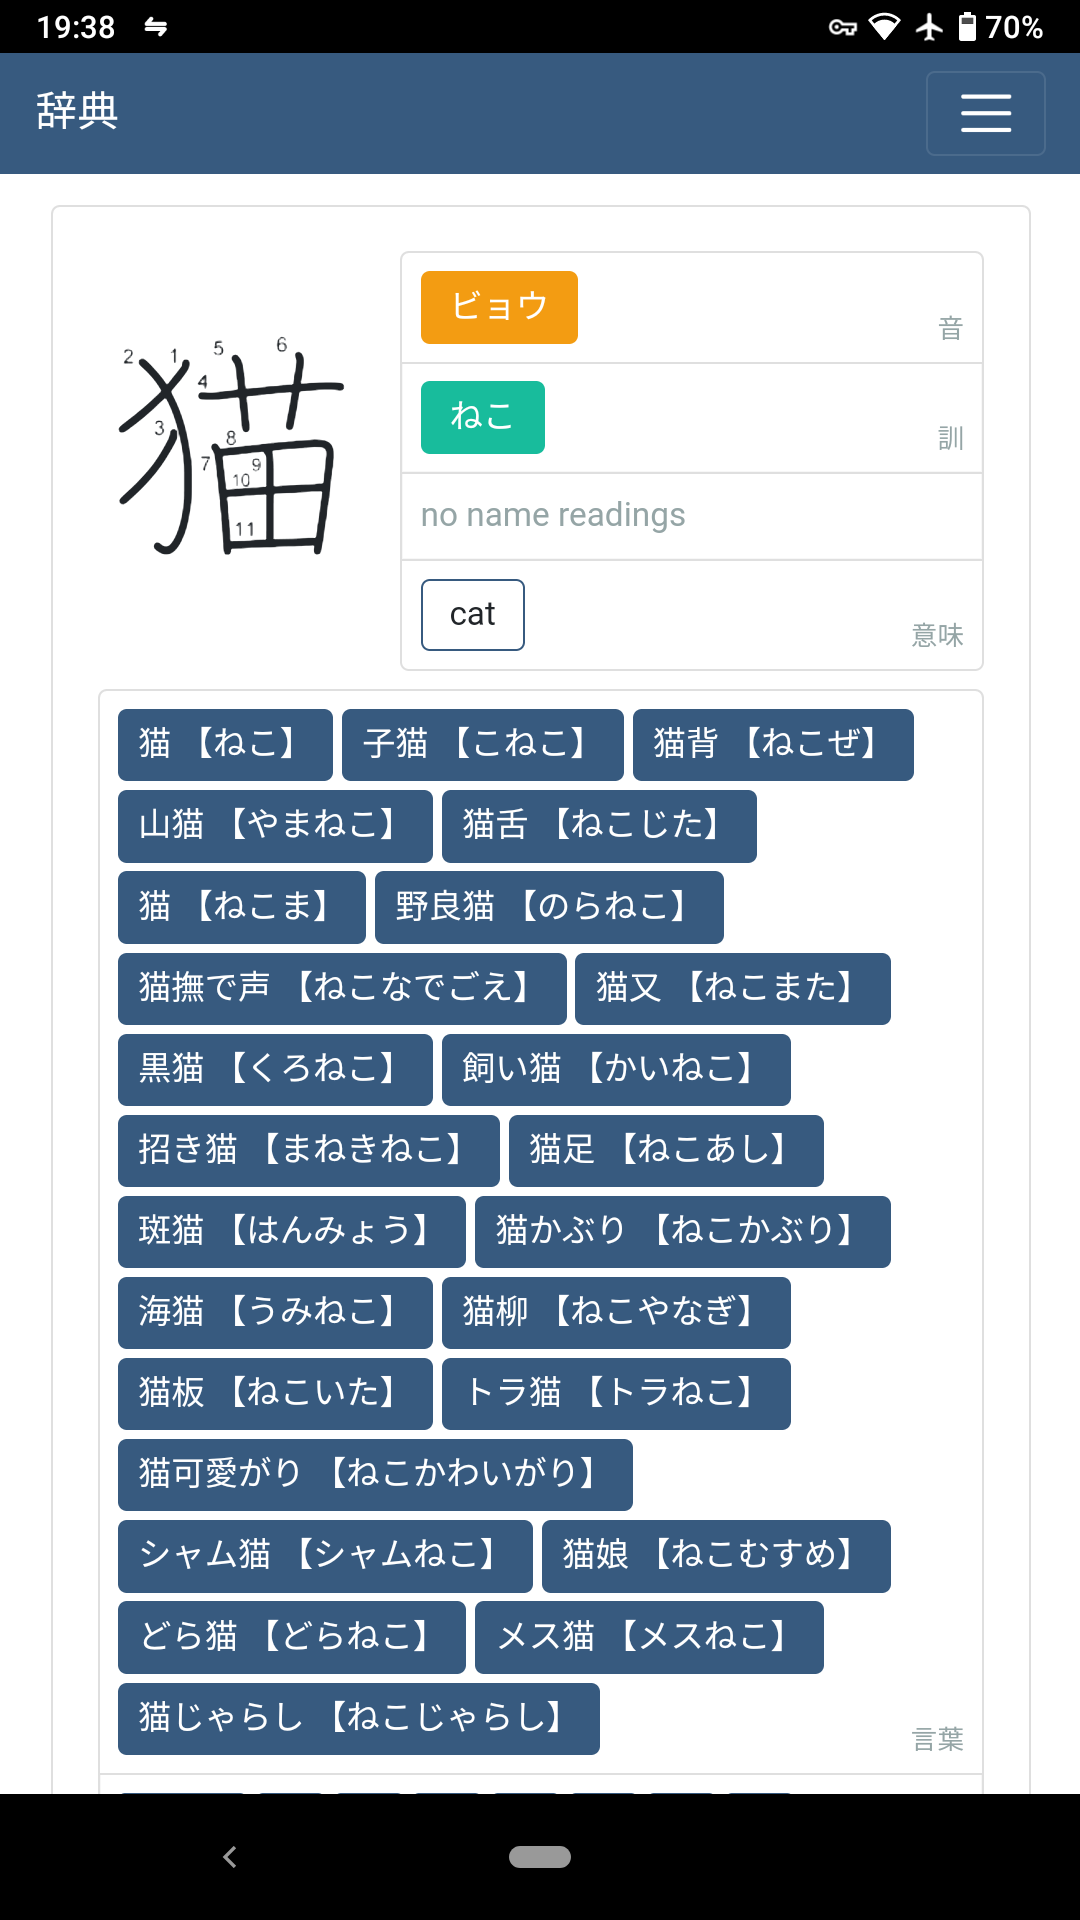 19:38 70%
辞典
2 1 5 6
4
3 8
7 9
10
11
ビョウ 音
ねこ 訓
no name readings
cat 意味
猫 【ねこ】 子猫 【こねこ】 猫背 【ねこぜ】
山猫 【やまねこ】 猫舌 【ねこじた】
猫 【ねこま】 野良猫 【のらねこ】
猫撫で声 【ねこなでごえ】 猫又 【ねこまた】
黒猫 【くろねこ】 飼い猫 【かいねこ】
招き猫 【まねきねこ】 猫足 【ねこあし】
斑猫 【はんみょう】 猫かぶり 【ねこかぶり】
海猫 【うみねこ】 猫柳 【ねこやなぎ】
猫板 【ねこいた】 トラ猫 【トラねこ】
猫可愛がり 【ねこかわいがり】
シャム猫 【シャムねこ】 猫娘 【ねこむすめ】
どら猫 【どらねこ】 メス猫 【メスねこ】
猫じゃらし 【ねこじゃらし】 言葉